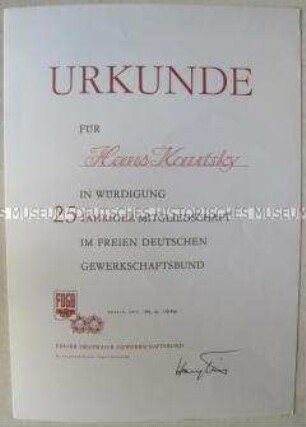 URKUNDE
FÜR
Hans Kautsky
IN WÜRDIGUNG
25 JÄHRIGER MITGLIEDSCHAFT
IM FREIEN DEUTSCHEN
GEWERKSCHAFTSBUND
FDGB
FREIER DEUTSCHER GEWERKSCHAFTSBUND